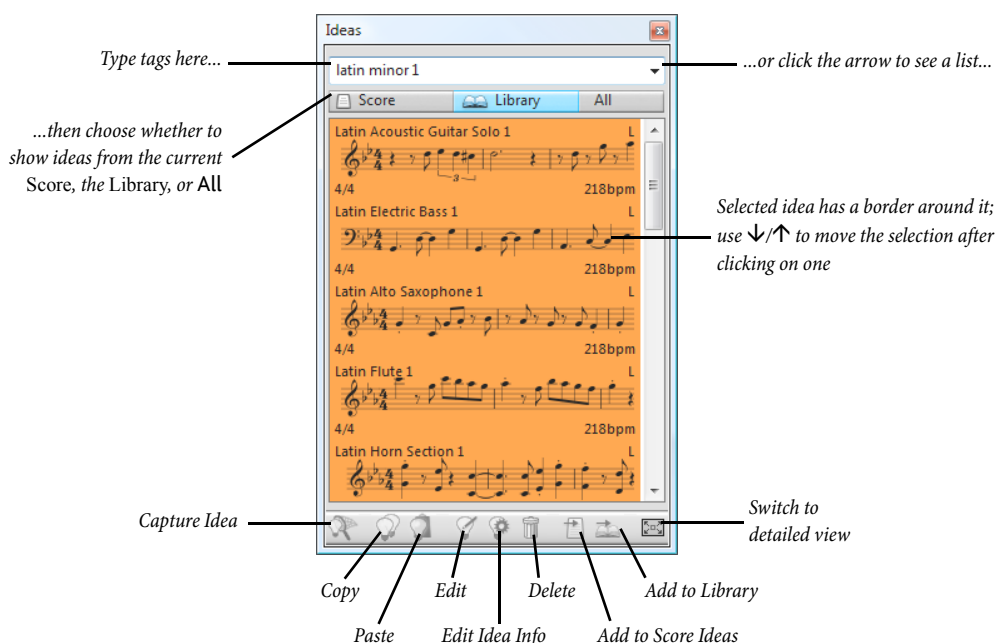 Ideas
Type tags here...
latin minor 1
...or click the arrow to see a list...
Score
Library
All
...then choose whether to
show ideas from the current
Score, the Library, or All
Latin Acoustic Guitar Solo 1 L
3
4/4 218bpm
Latin Electric Bass 1 L
4/4 218bpm
Selected idea has a border around it;
use ↓/↑ to move the selection after
clicking on one
Latin Alto Saxophone 1 L
4/4 218bpm
Latin Flute 1 L
4/4 218bpm
Latin Horn Section 1 L
Capture Idea
Switch to
detailed view
Copy
Edit
Delete
Add to Library
Paste
Edit Idea Info
Add to Score Ideas